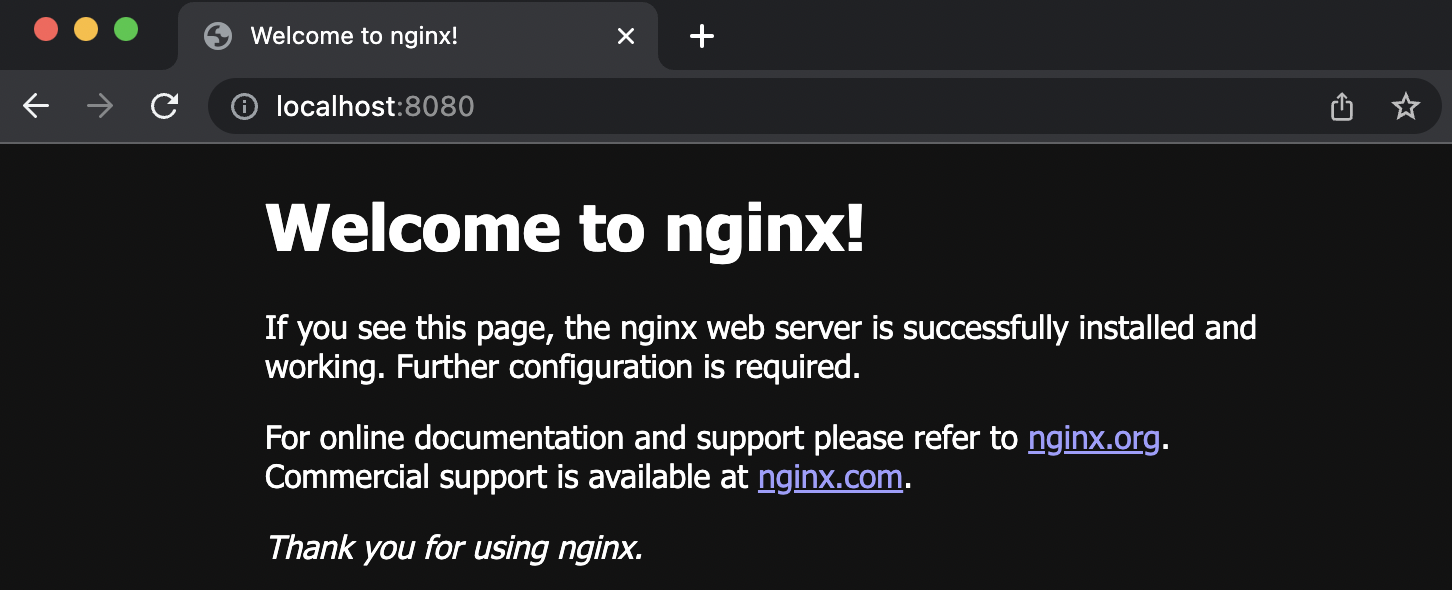 Welcome to nginx!
localhost:8080
Welcome to nginx!
If you see this page, the nginx web server is successfully installed and
working. Further configuration is required.
For online documentation and support please refer to nginx.org.
Commercial support is available at nginx.com.
Thank you for using nginx.